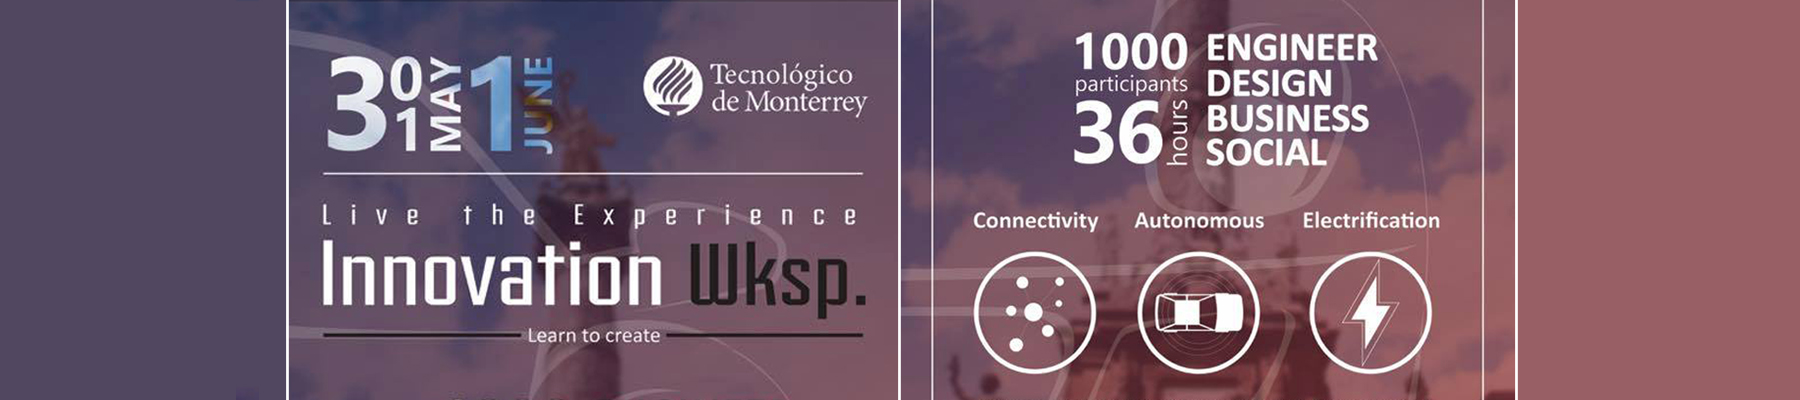 30 31 MAY 1 JUNE
Tecnológico
de Monterrey
Live the Experience
Innovation Wksp.
Learn to create
1000
participants
36 hours
ENGINEER
DESIGN
BUSINESS
SOCIAL
Connectivity Autonomous Electrification